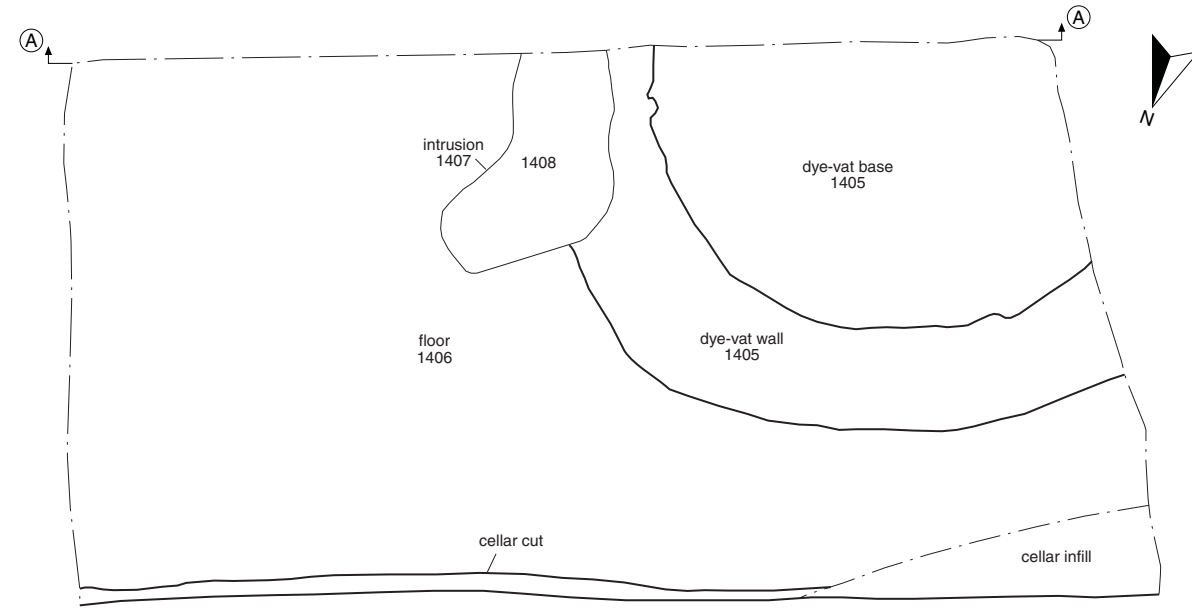 A
A
N
intrusion
1407
1408
dye-vat base
1405
floor
1406
dye-vat wall
1405
cellar cut
cellar infill